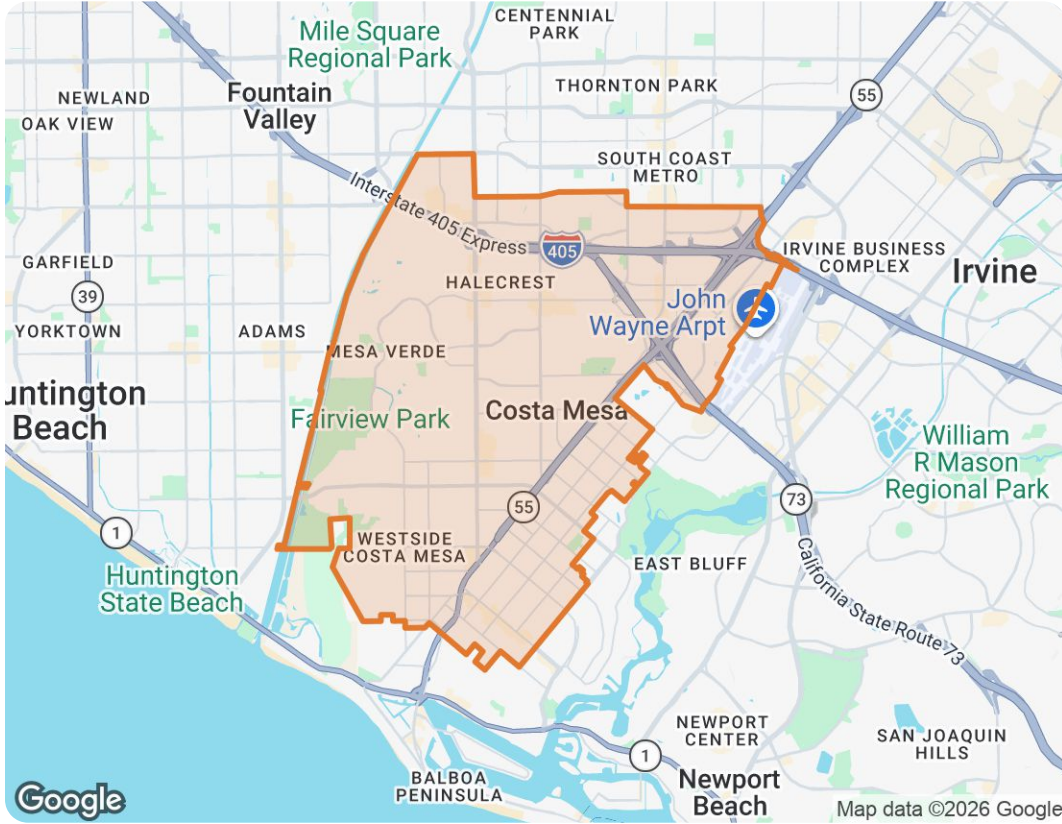 CENTENNIAL
PARK
Mile Square
Regional Park
THORNTON PARK
55
NEWLAND
Fountain
Valley
OAK VIEW
SOUTH COAST
METRO
Interstate 405 Express
405
IRVINE BUSINESS
COMPLEX
Irvine
GARFIELD
39
HALECREST
John
Wayne Arpt
YORKTOWN
ADAMS
MESA VERDE
untington
Beach
Fairview Park
Costa Mesa
William
R Mason
Regional Park
73
55
1
WESTSIDE
COSTA MESA
EAST BLUFF
Huntington
State Beach
California State Route 73
NEWPORT
CENTER
SAN JOAQUIN
HILLS
1
BALBOA
PENINSULA
Newport
Beach
Google
Map data ©2026 Google